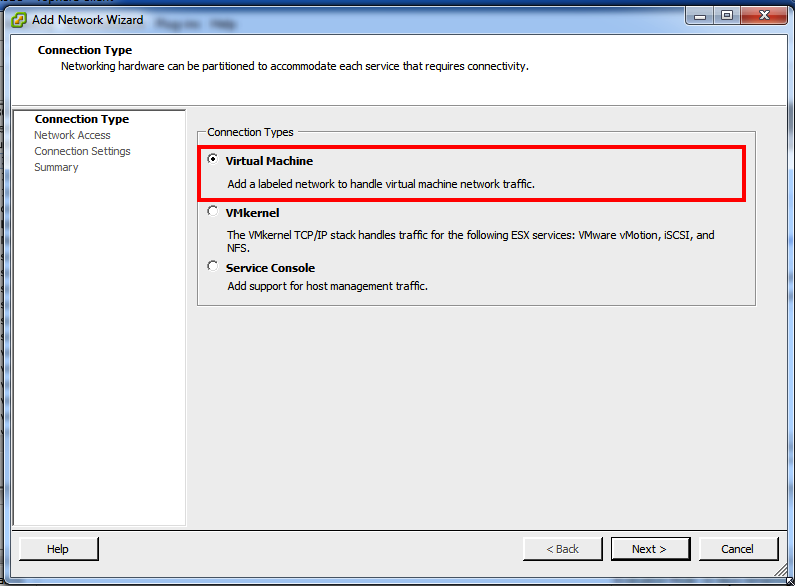 Add Network Wizard
Connection Type
Networking hardware can be partitioned to accommodate each service that requires connectivity.
Connection Type
Network Access
Connection Settings
Summary
Connection Types
Virtual Machine
Add a labeled network to handle virtual machine network traffic.
VMkernel
The VMkernel TCP/IP stack handles traffic for the following ESX services: VMware vMotion, iSCSI, and
NFS.
Service Console
Add support for host management traffic.
Help
< Back
Next >
Cancel